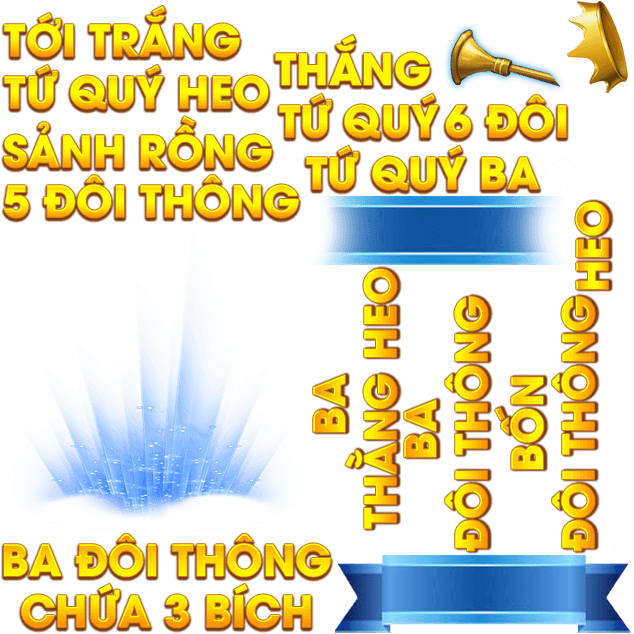 TỚI TRẮNG
TỨ QUÝ HEO
SẢNH RỒNG
5 ĐÔI THÔNG
THẮNG
TỨ QUÝ 6 ĐÔI
TỨ QUÝ BA
BA
THẰNG HEO
BA
ĐÔI THÔNG
BỐN
ĐÔI THÔNG
HEO
BA ĐÔI THÔNG
CHỨA 3 BÍCH